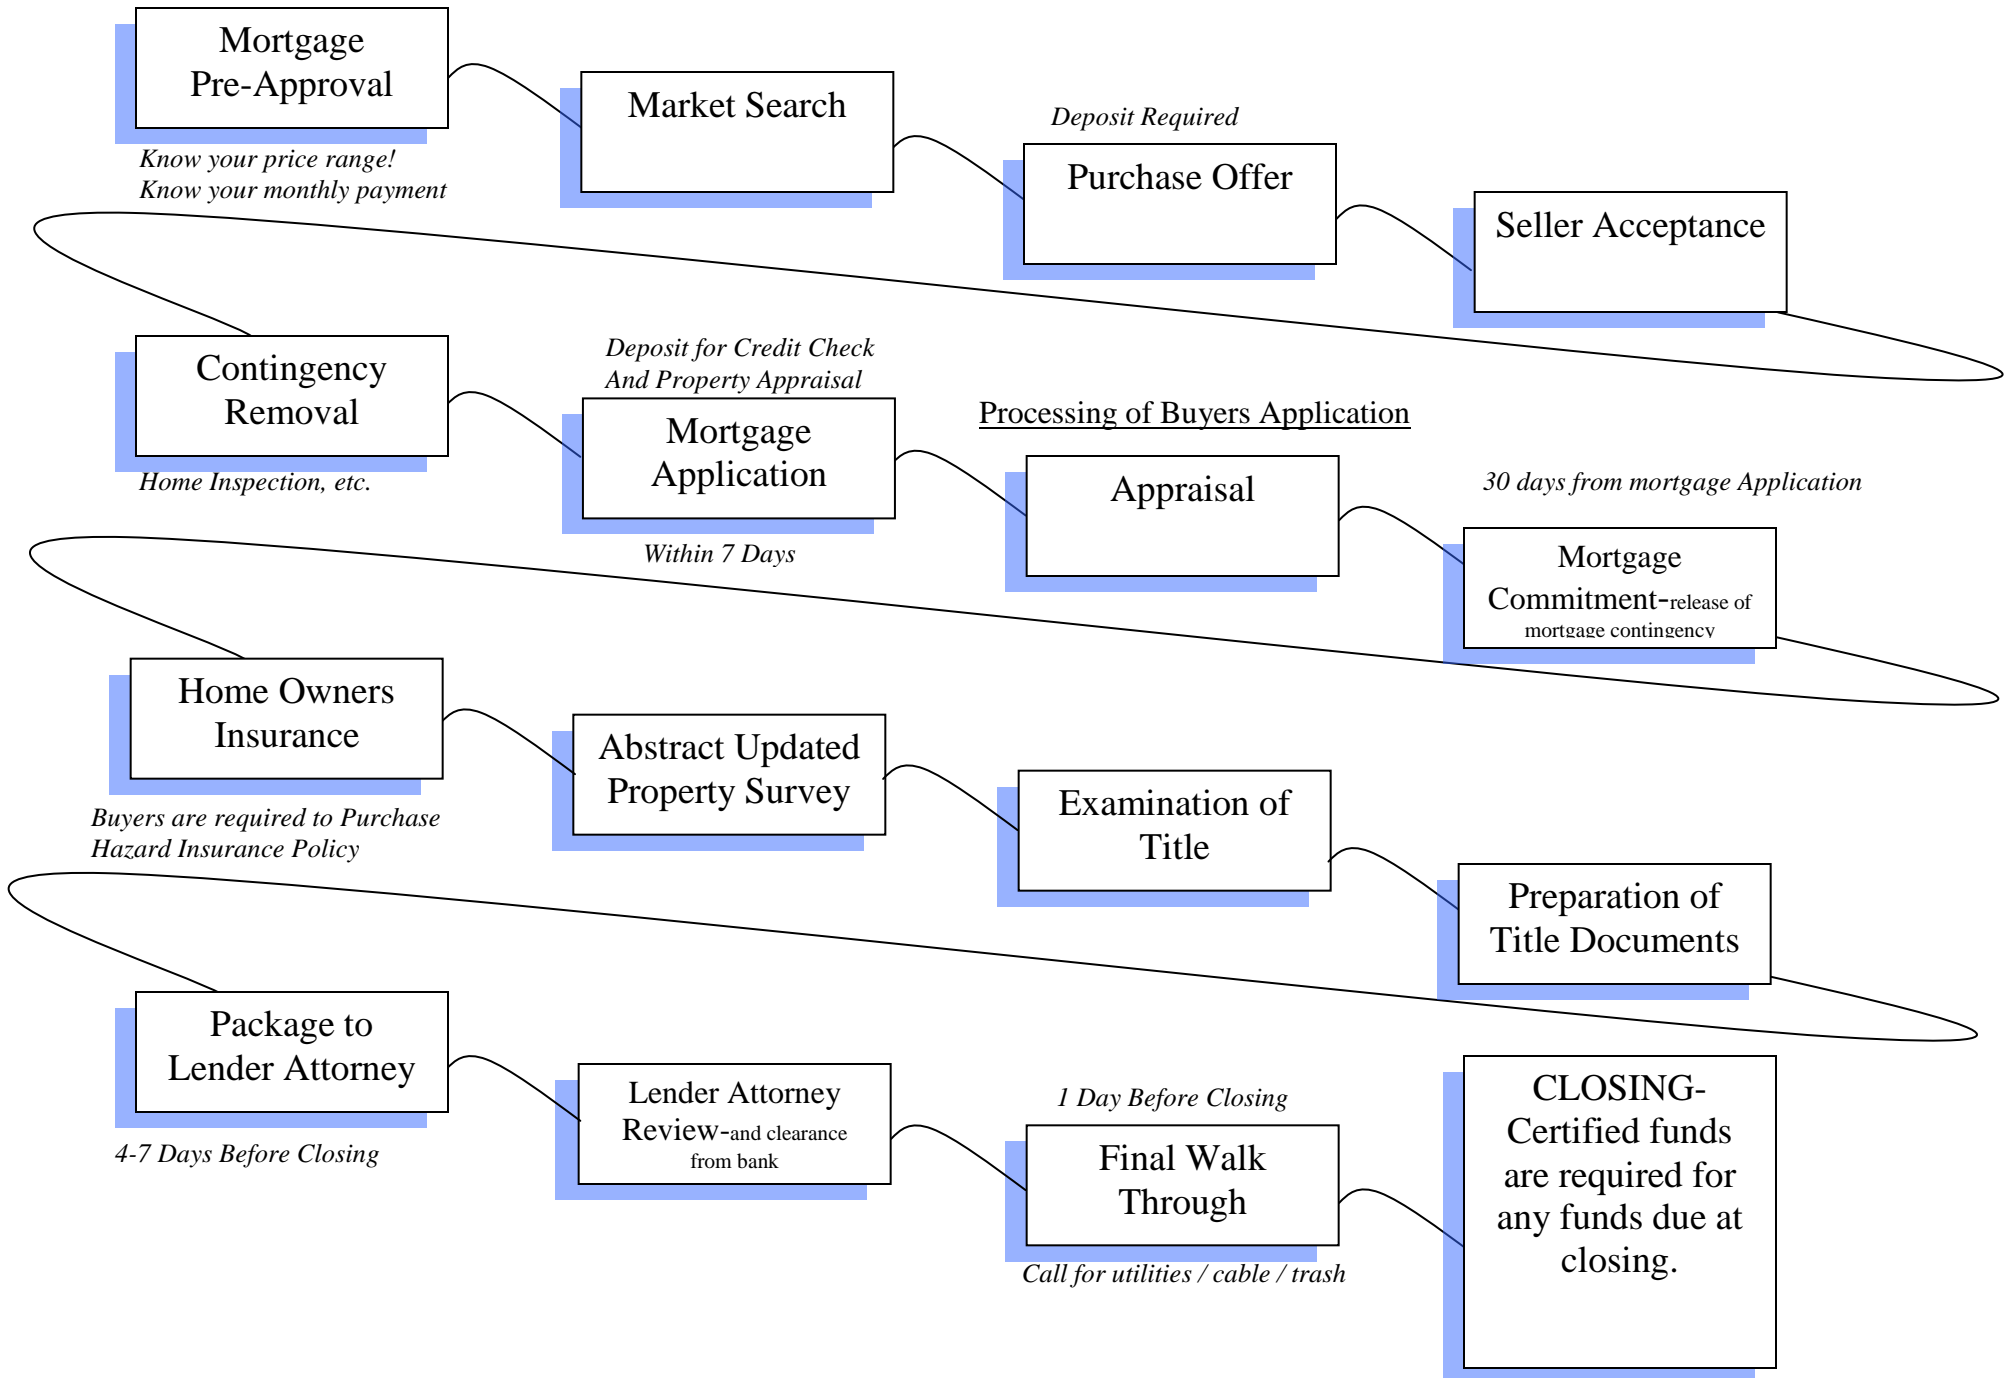 Mortgage
Pre-Approval
Know your price range!
Know your monthly payment
Market Search
Deposit Required
Purchase Offer
Seller Acceptance
Contingency
Removal
Home Inspection, etc.
Deposit for Credit Check
And Property Appraisal
Mortgage
Application
Within 7 Days
Processing of Buyers Application
Appraisal
30 days from mortgage Application
Mortgage
Commitment-release of
mortgage contingency
Home Owners
Insurance
Buyers are required to Purchase
Hazard Insurance Policy
Abstract Updated
Property Survey
Examination of
Title
Preparation of
Title Documents
Package to
Lender Attorney
4-7 Days Before Closing
Lender Attorney
Review-and clearance
from bank
1 Day Before Closing
Final Walk
Through
Call for utilities / cable / trash
CLOSING-
Certified funds
are required for
any funds due at
closing.